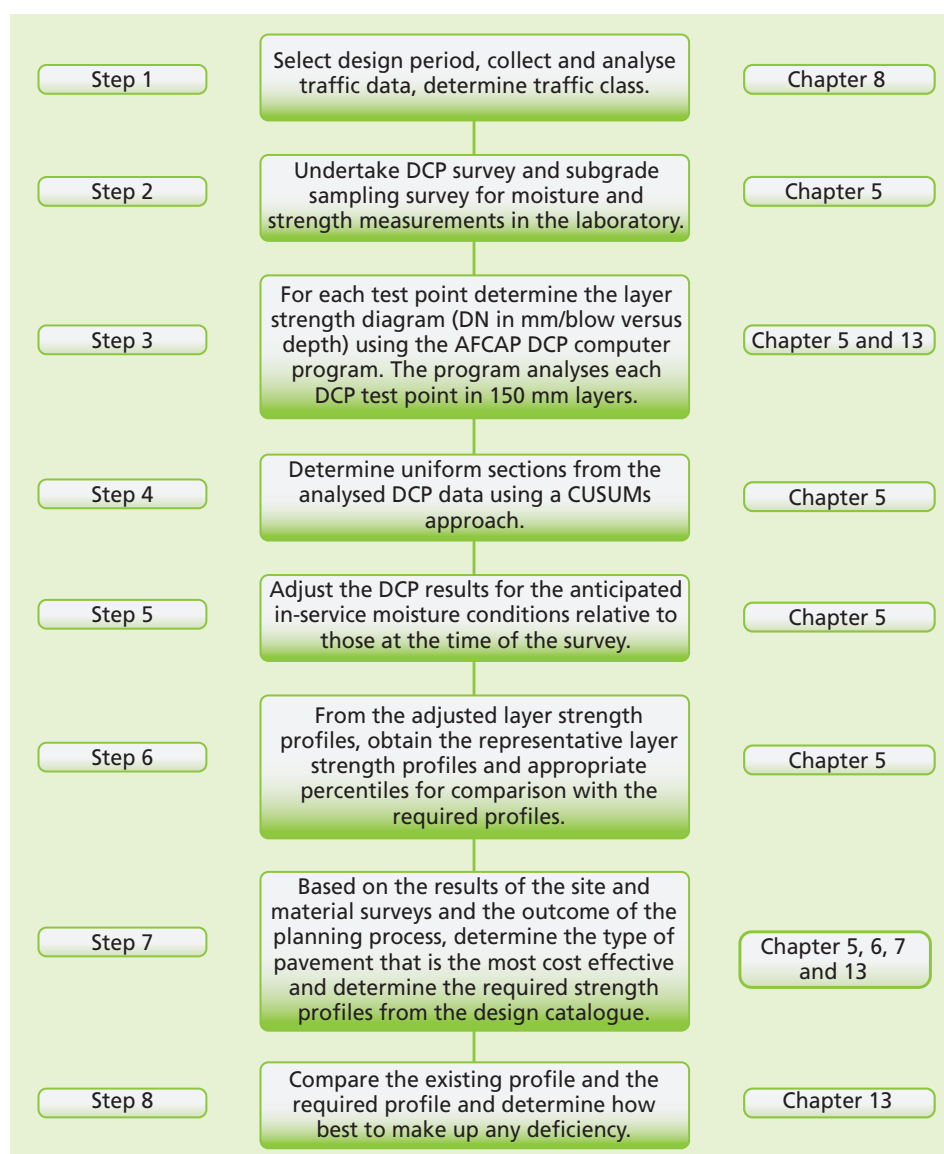 Step 1
Select design period, collect and analyse
traffic data, determine traffic class.
Chapter 8
Step 2
Undertake DCP survey and subgrade
sampling survey for moisture and
strength measurements in the laboratory.
Chapter 5
Step 3
For each test point determine the layer
strength diagram (DN in mm/blow versus
depth) using the AFCAP DCP computer
program. The program analyses each
DCP test point in 150 mm layers.
Chapter 5 and 13
Step 4
Determine uniform sections from the
analysed DCP data using a CUSUMs
approach.
Chapter 5
Step 5
Adjust the DCP results for the anticipated
in-service moisture conditions relative to
those at the time of the survey.
Chapter 5
Step 6
From the adjusted layer strength
profiles, obtain the representative layer
strength profiles and appropriate
percentiles for comparison with the
required profiles.
Chapter 5
Step 7
Based on the results of the site and
material surveys and the outcome of the
planning process, determine the type of
pavement that is the most cost effective
and determine the required strength
profiles from the design catalogue.
Chapter 5, 6, 7
and 13
Step 8
Compare the existing profile and the
required profile and determine how
best to make up any deficiency.
Chapter 13